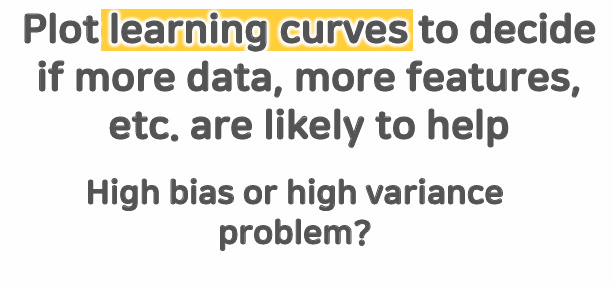 Plot learning curves to decide
if more data, more features,
etc. are likely to help
High bias or high variance
problem?